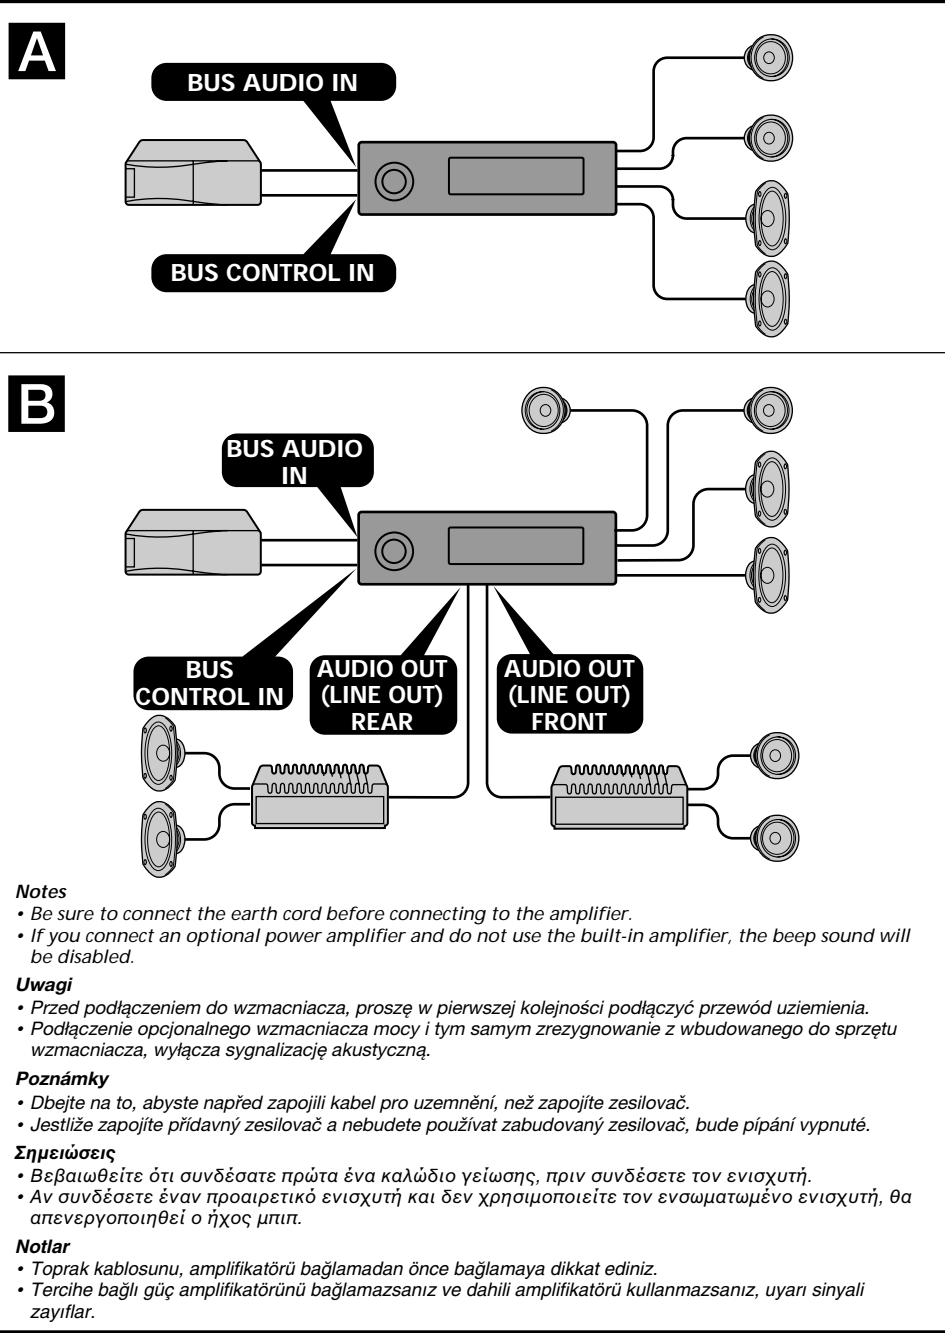 A
BUS AUDIO IN
BUS CONTROL IN
B
BUS AUDIO
IN
BUS
CONTROL IN
AUDIO OUT
(LINE OUT)
REAR
AUDIO OUT
(LINE OUT)
FRONT
Notes
• Be sure to connect the earth cord before connecting to the amplifier.
• If you connect an optional power amplifier and do not use the built-in amplifier, the beep sound will
be disabled.
Uwagi
• Przed podłączeniem do wzmacniacza, proszę w pierwszej kolejności podłączyć przewód uziemienia.
• Podłączenie opcjonalnego wzmacniacza mocy i tym samym zrezygnowanie z wbudowanego do sprzętu
wzmacniacza, wyłącza sygnalizację akustyczną.
Poznámky
• Dbejte na to, abyste napřed zapojili kabel pro uzemnění, než zapojíte zesilovač.
• Jestliže zapojíte přídavný zesilovač a nebudete používat zabudovaný zesilovač, bude pípání vypnuté.
Σημειώσεις
• Βεβαιωθείτε ότι συνδέσατε πρώτα ένα καλώδιο γείωσης, πριν συνδέσετε τον ενισχυτή.
• Αν συνδέσετε έναν προαιρετικό ενισχυτή και δεν χρησιμοποιείτε τον ενσωματωμένο ενισχυτή, θα
απενεργοποιηθεί ο ήχος μπιπ.
Notlar
• Toprak kablosunu, amplifikatörü bağlamadan önce bağlamaya dikkat ediniz.
• Tercihe bağlı güç amplifikatörünü bağlamazsanız ve dahili amplifikatörü kullanmazsanız, uyarı sinyali
zayıflar.